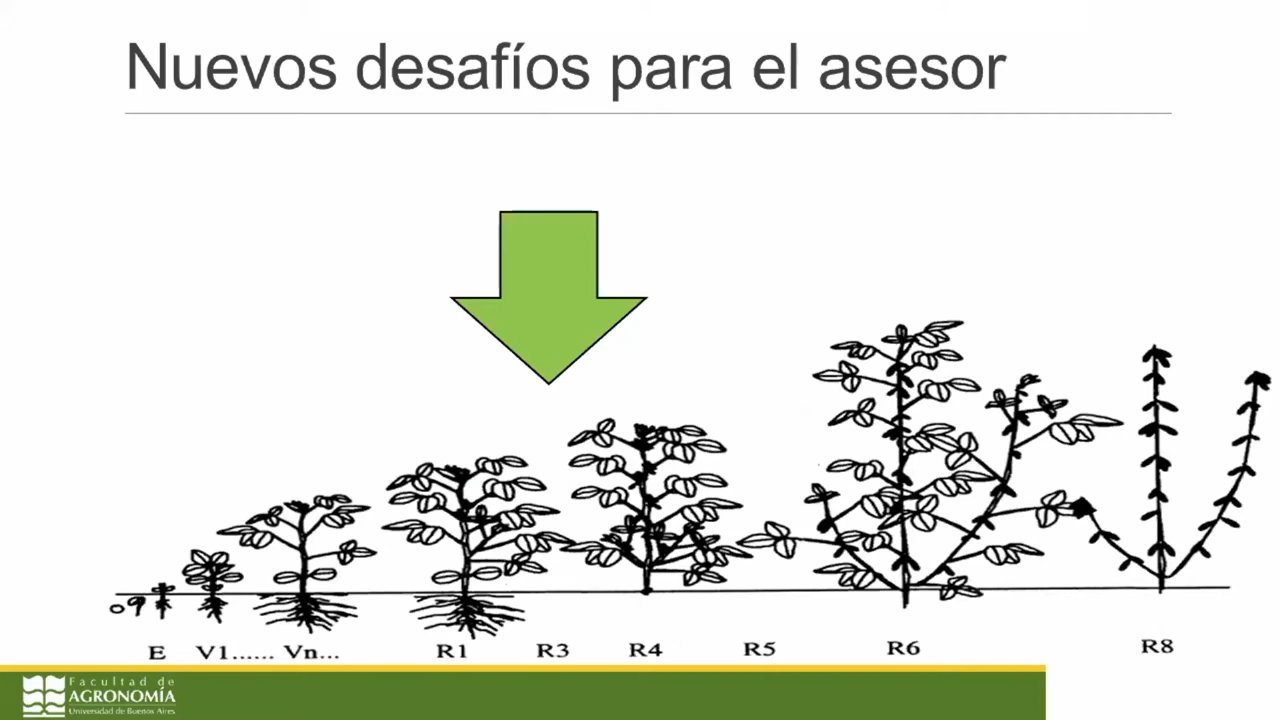 Nuevos desafíos para el asesor
E V1...... Vn... R1 R3 R4 R5 R6 R8
Facultad de
AGRONOMÍA
Universidad de Buenos Aires